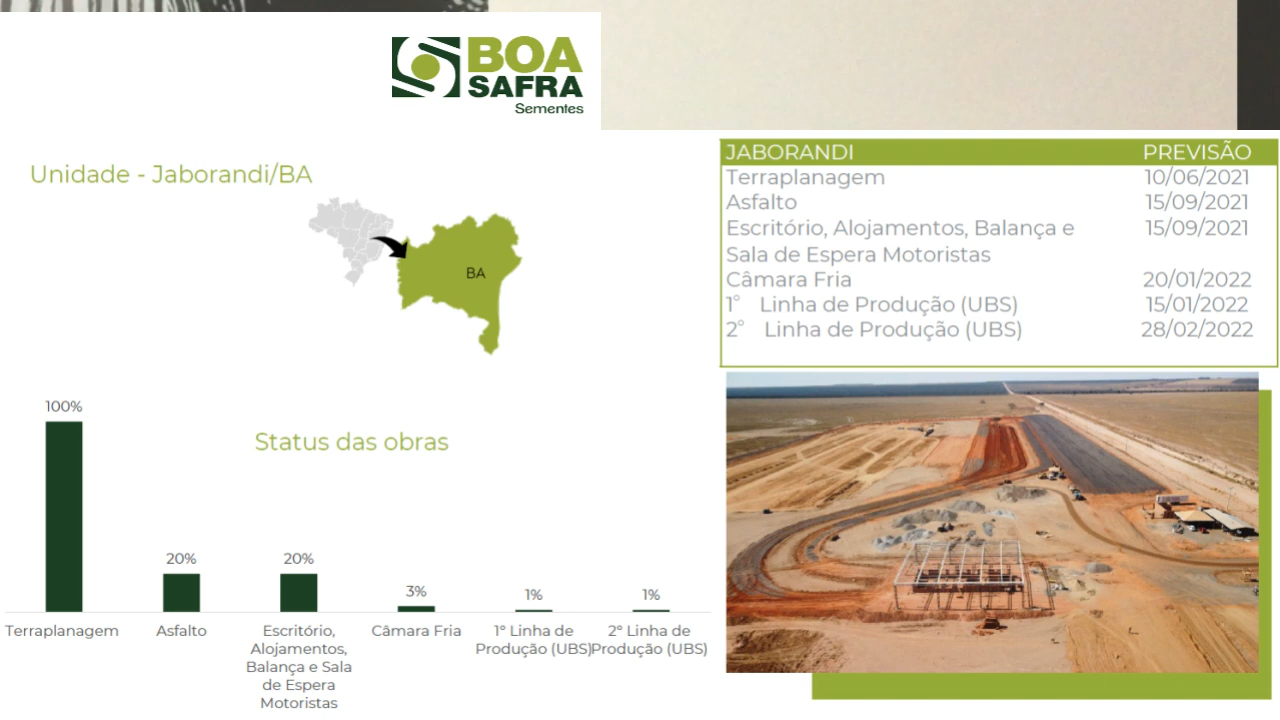 BOA
SAFRA
Sementes
Unidade - Jaborandi/BA
BA
JABORANDI PREVISÃO
Terraplanagem 10/06/2021
Asfalto 15/09/2021
Escritório, Alojamentos, Balança e 15/09/2021
Sala de Espera Motoristas
Câmara Fria 20/01/2022
1° Linha de Produção (UBS) 15/01/2022
2° Linha de Produção (UBS) 28/02/2022
Status das obras
100%
20%
20%
3%
1%
1%
Terraplanagem
Asfalto
Escritório,
Alojamentos,
Balança e Sala
de Espera
Motoristas
Câmara Fria
1º Linha de
Produção (UBS)
2º Linha de
Produção (UBS)